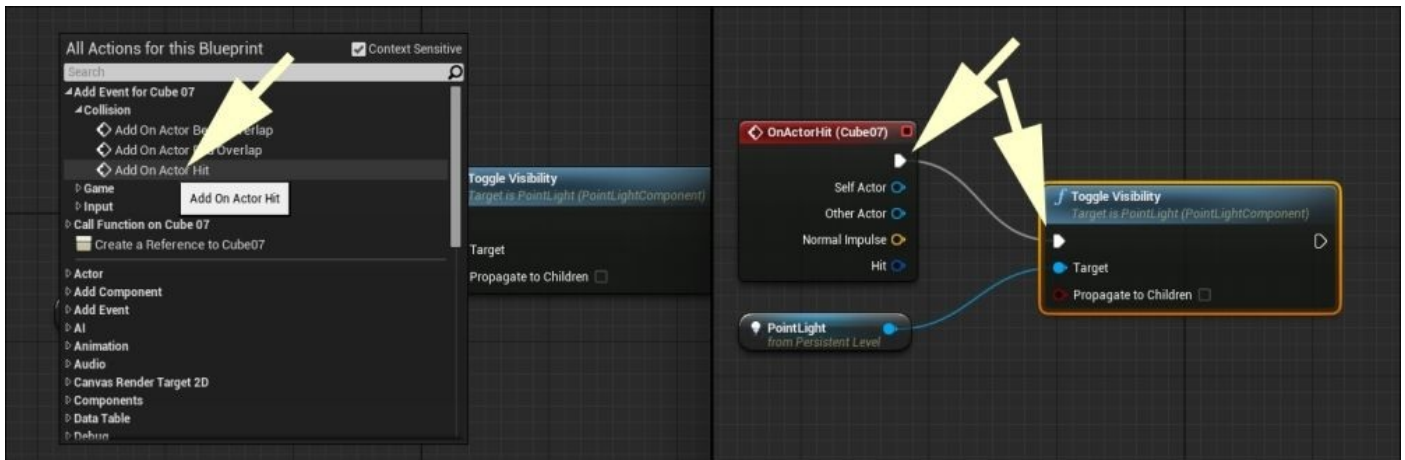 All Actions for this Blueprint
Context Sensitive
Search
Add Event for Cube 07
Collision
Add On Actor Overlap
Add On Actor Overlap
Add On Actor Hit
Game
Add On Actor Hit
Input
Call Function on Cube 07
Create a Reference to Cube07
Actor
Add Component
Add Event
AI
Animation
Audio
Canvas Render Target 2D
Components
Data Table
Debug
Toggle Visibility
Target is PointLight (PointLightComponent)
Target
Propagate to Children
OnActorHit (Cube07)
Self Actor
Other Actor
Normal Impulse
Hit
PointLight
from Persistent Level
Toggle Visibility
Target is PointLight (PointLightComponent)
Target
Propagate to Children